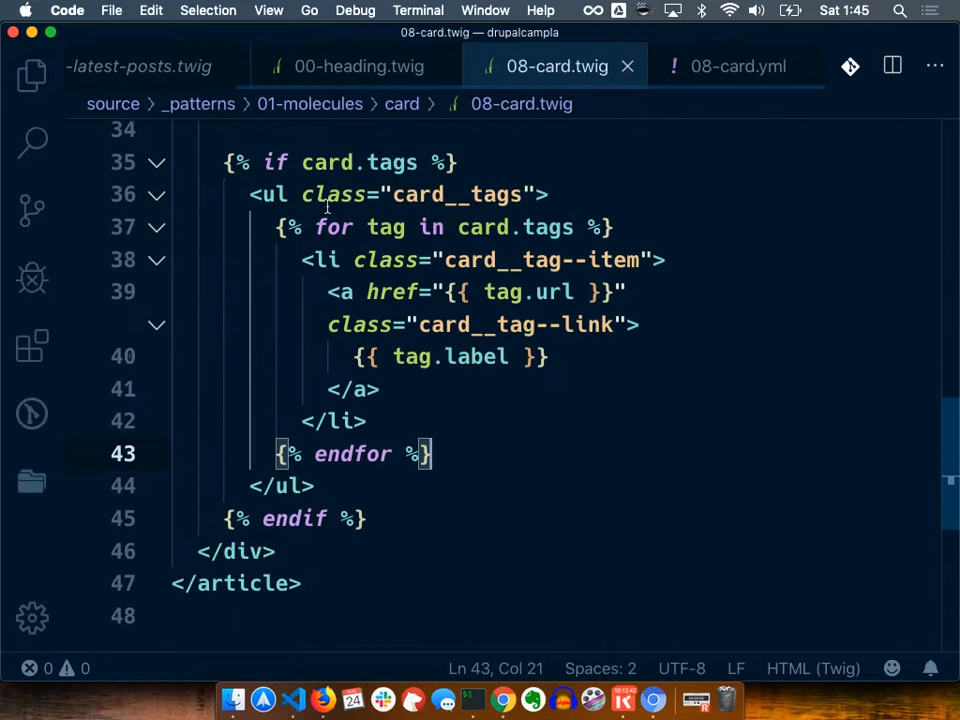 Code File Edit Selection View Go Debug Terminal Window Help Sat 1:45
08-card.twig — drupalcampla
-latest-posts.twig 00-heading.twig 08-card.twig 08-card.yml
source > _patterns > 01-molecules > card > 08-card.twig
34
35 {% if card.tags %}
36 <ul class="card__tags">
37 {% for tag in card.tags %}
38 <li class="card__tag--item">
39 <a href="{{ tag.url }}"
class="card__tag--link">
40 {{ tag.label }}
41 </a>
42 </li>
43 {% endfor %}
44 </ul>
45 {% endif %}
46 </div>
47 </article>
48
0 0 Ln 43, Col 21 Spaces: 2 UTF-8 LF HTML (Twig)
24 00:12:42